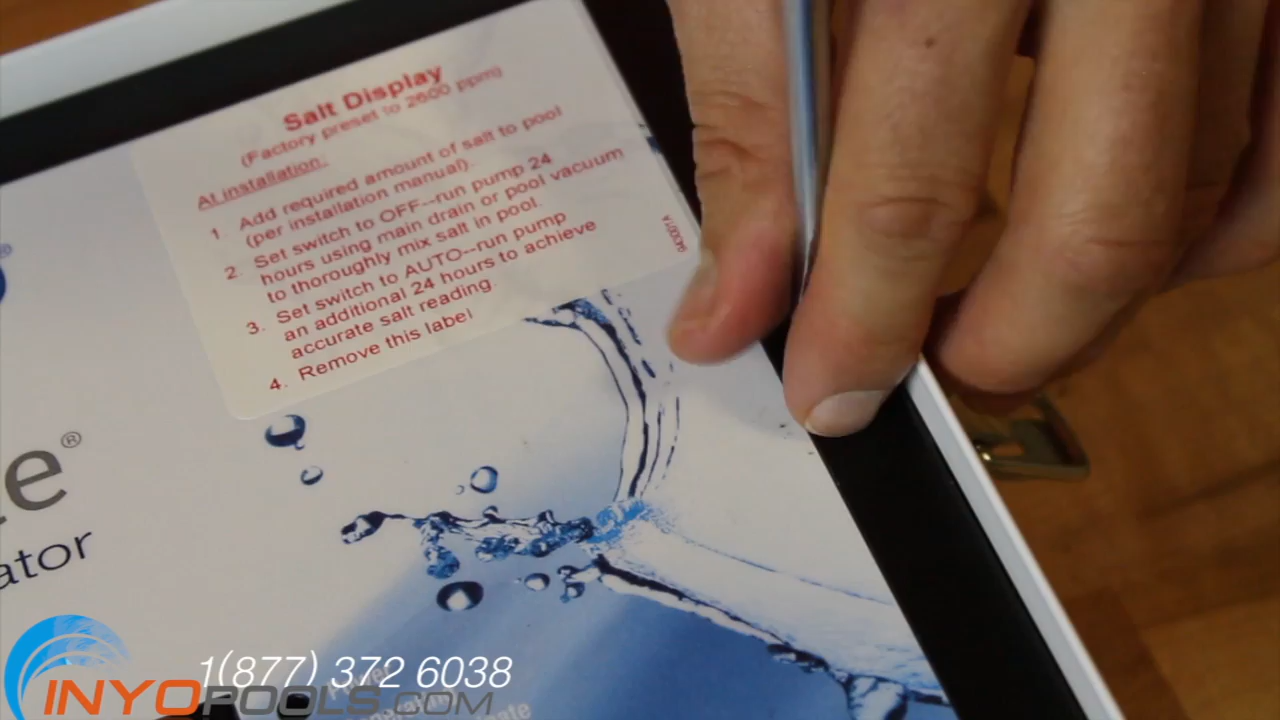 Salt Display
(Factory preset to 2600 ppm)
At installation:
1. Add required amount of salt to pool
(per installation manual).
2. Set switch to OFF--run pump 24
hours using main drain or pool vacuum
to thoroughly mix salt in pool.
3. Set switch to AUTO--run pump
an additional 24 hours to achieve
accurate salt reading.
4. Remove this label
®
e®
ator
1(877) 372 6038
INYOPOOLS.COM
Power